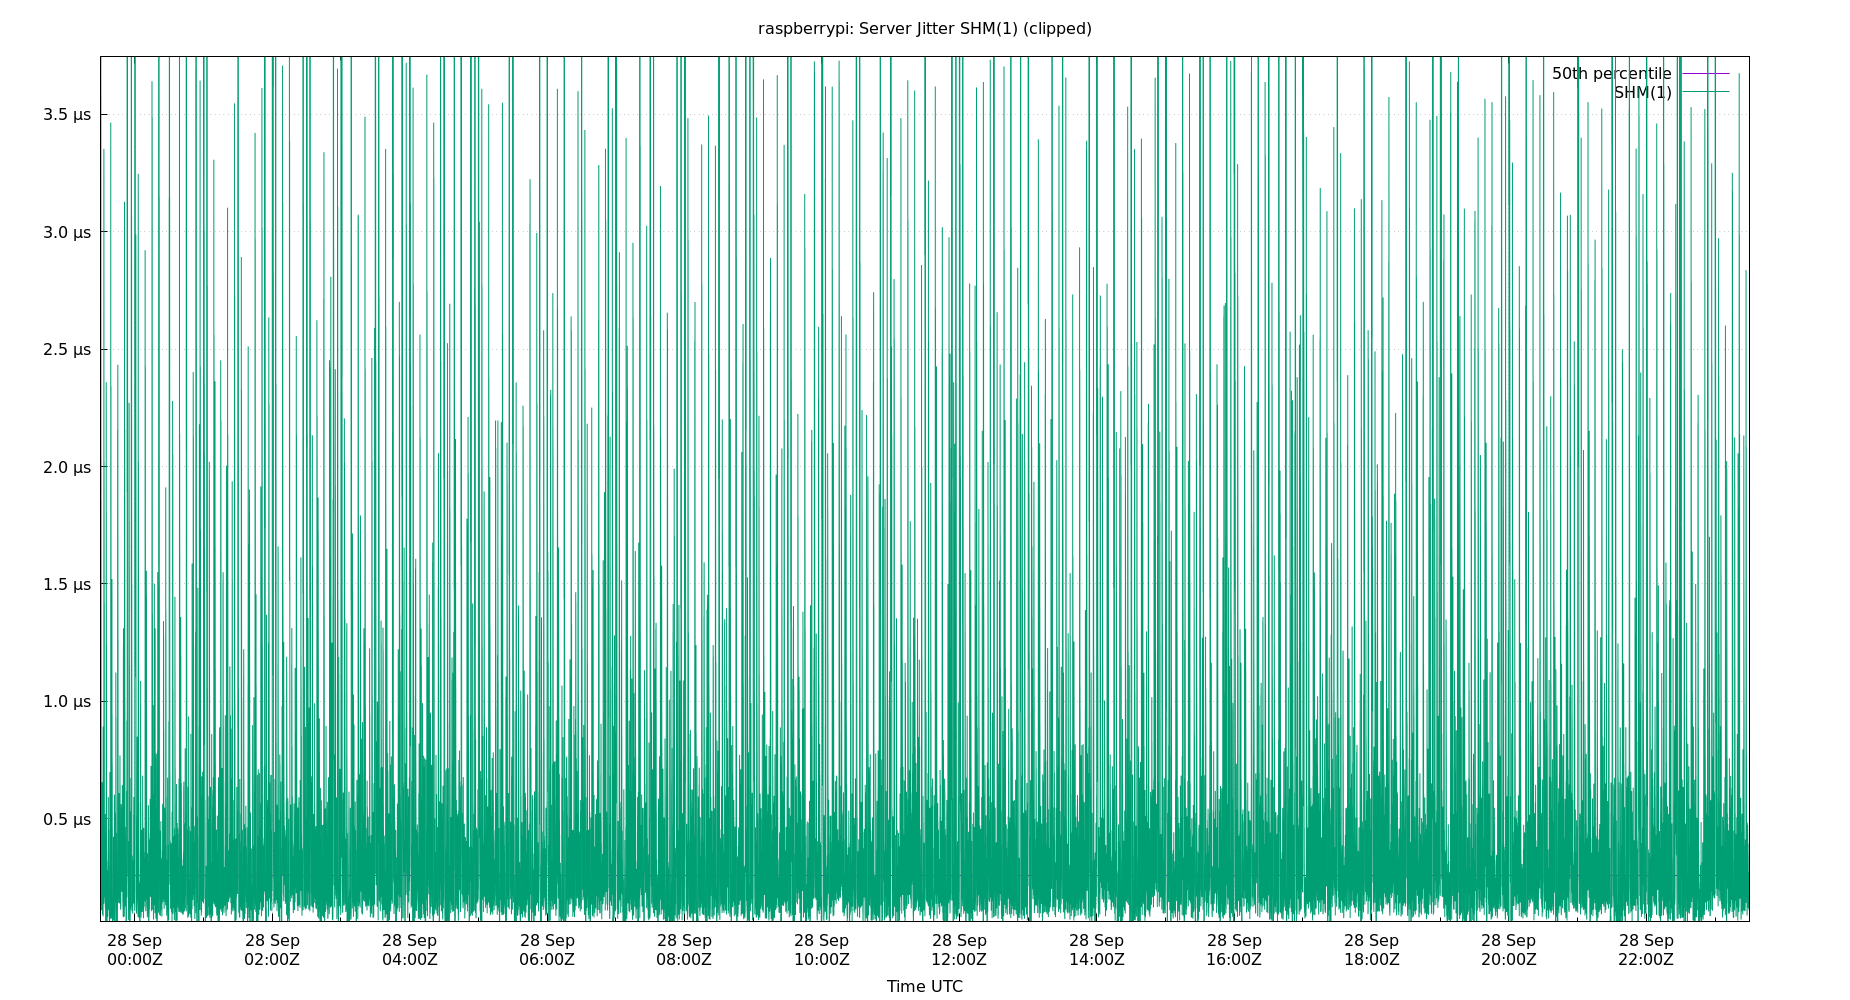 raspberrypi: Server Jitter SHM(1) (clipped)
50th percentile
SHM(1)
3.5 µs
3.0 µs
2.5 µs
2.0 µs
1.5 µs
1.0 µs
0.5 µs
28 Sep 28 Sep 28 Sep 28 Sep 28 Sep 28 Sep 28 Sep 28 Sep 28 Sep 28 Sep 28 Sep 28 Sep
00:00Z 02:00Z 04:00Z 06:00Z 08:00Z 10:00Z 12:00Z 14:00Z 16:00Z 18:00Z 20:00Z 22:00Z
Time UTC